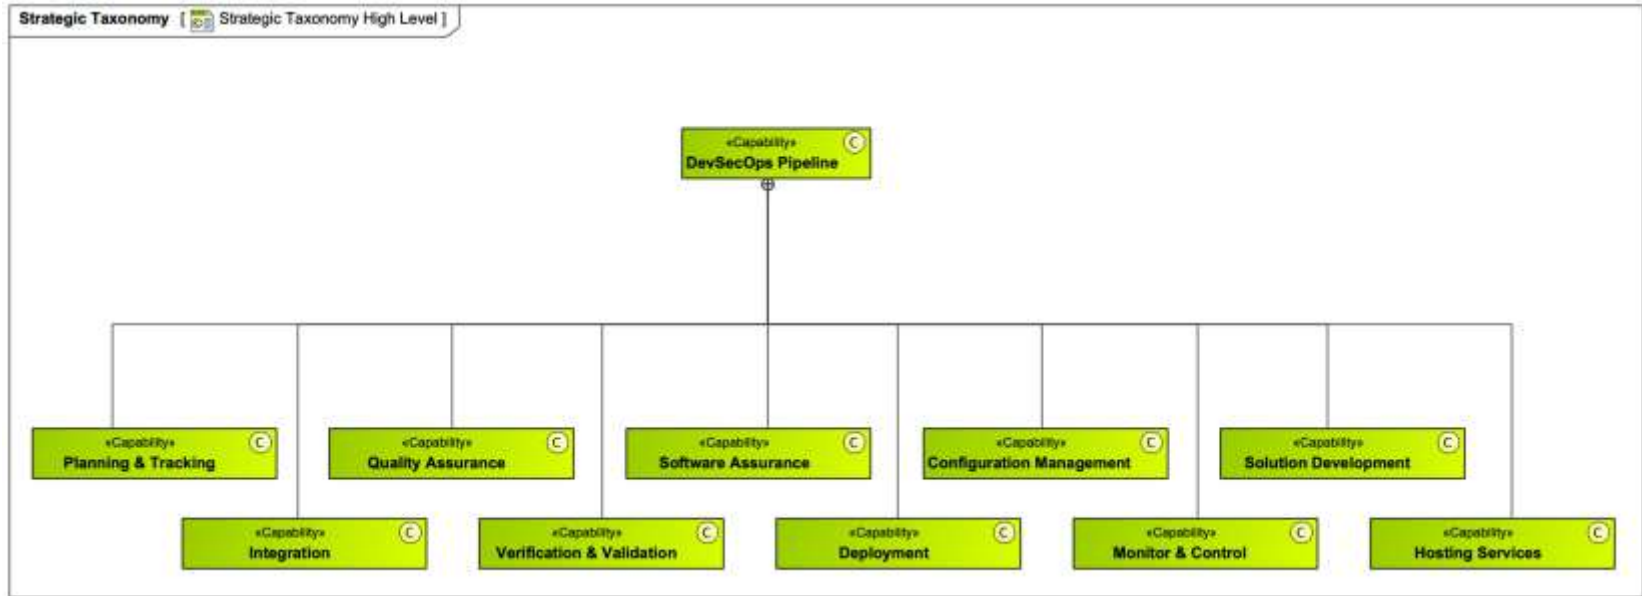 Strategic Taxonomy [ Strategic Taxonomy High Level ]
«Capability» C
DevSecOps Pipeline
«Capability» C
Planning & Tracking
«Capability» C
Quality Assurance
«Capability» C
Software Assurance
«Capability» C
Configuration Management
«Capability» C
Solution Development
«Capability» C
Integration
«Capability» C
Verification & Validation
«Capability» C
Deployment
«Capability» C
Monitor & Control
«Capability» C
Hosting Services